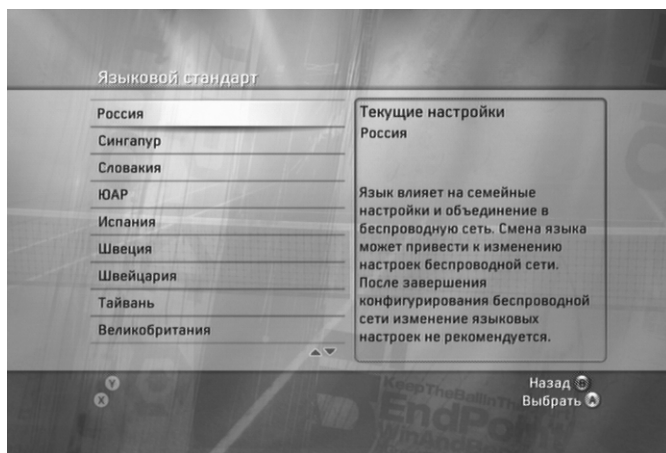 Языковой стандарт
Россия
Сингапур
Словакия
ЮАР
Испания
Швеция
Швейцария
Тайвань
Великобритания
Текущие настройки
Россия
Язык влияет на семейные
настройки и объединение в
беспроводную сеть. Смена языка
может привести к изменению
настроек беспроводной сети.
После завершения
конфигурирования беспроводной
сети изменение языковых
настроек не рекомендуется.
Y
X
Назад B
Выбрать A
KeepTheBallInTh
EndPo